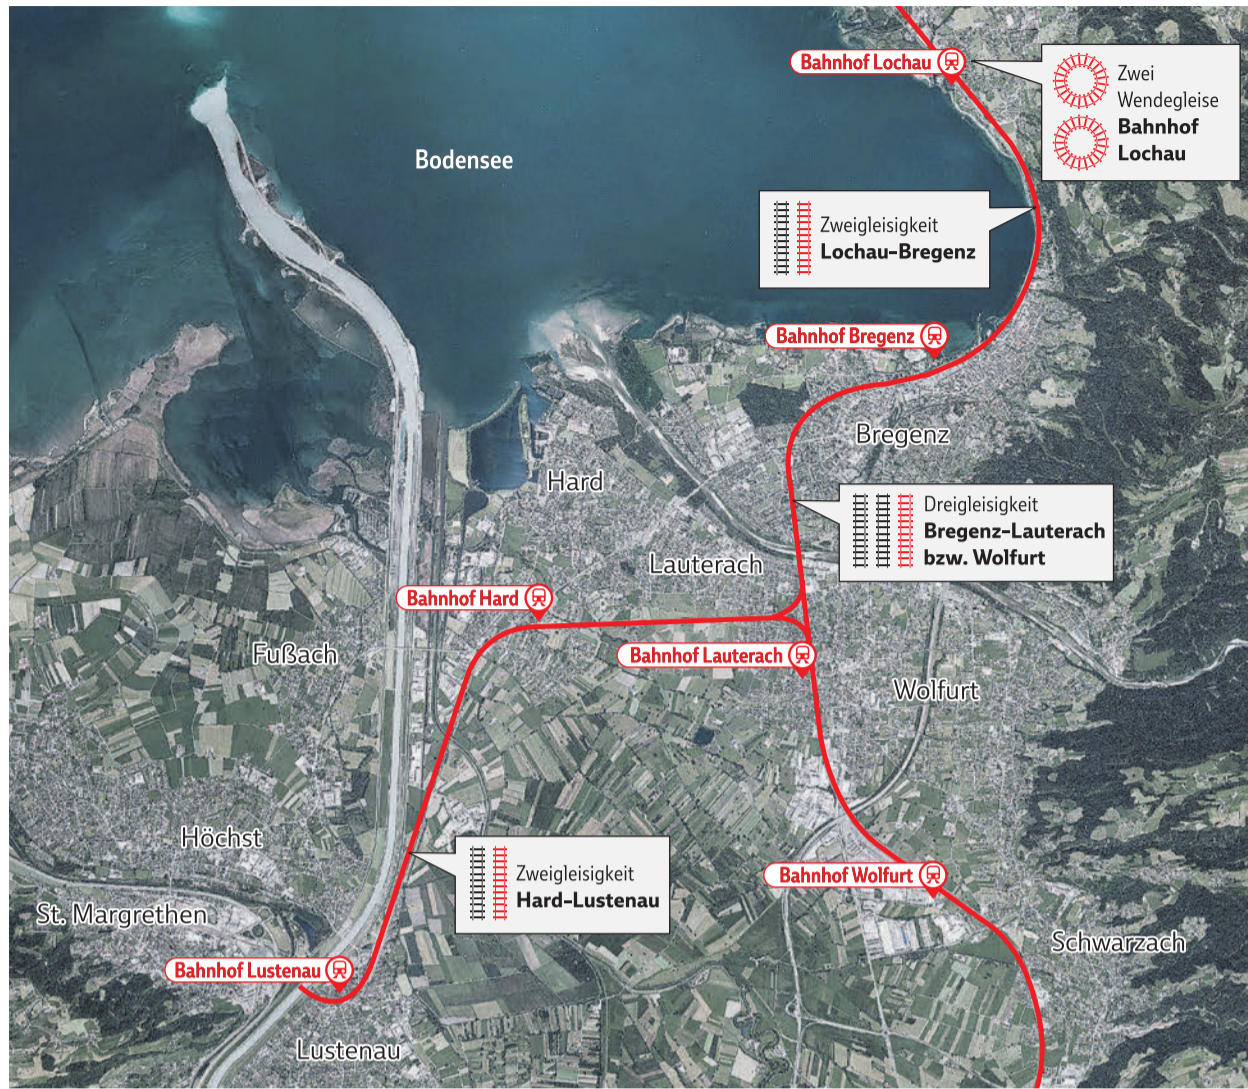 Bahnhof Lochau
Zwei
Wendegleise
Bahnhof
Lochau
Bodensee
Zweigleisigkeit
Lochau–Bregenz
Bahnhof Bregenz
Bregenz
Hard
Dreigleisigkeit
Bregenz–Lauterach
bzw. Wolfurt
Lauterach
Bahnhof Hard
Fußach
Bahnhof Lauterach
Wolfurt
Höchst
Zweigleisigkeit
Hard–Lustenau
Bahnhof Wolfurt
St. Margrethen
Schwarzach
Bahnhof Lustenau
Lustenau